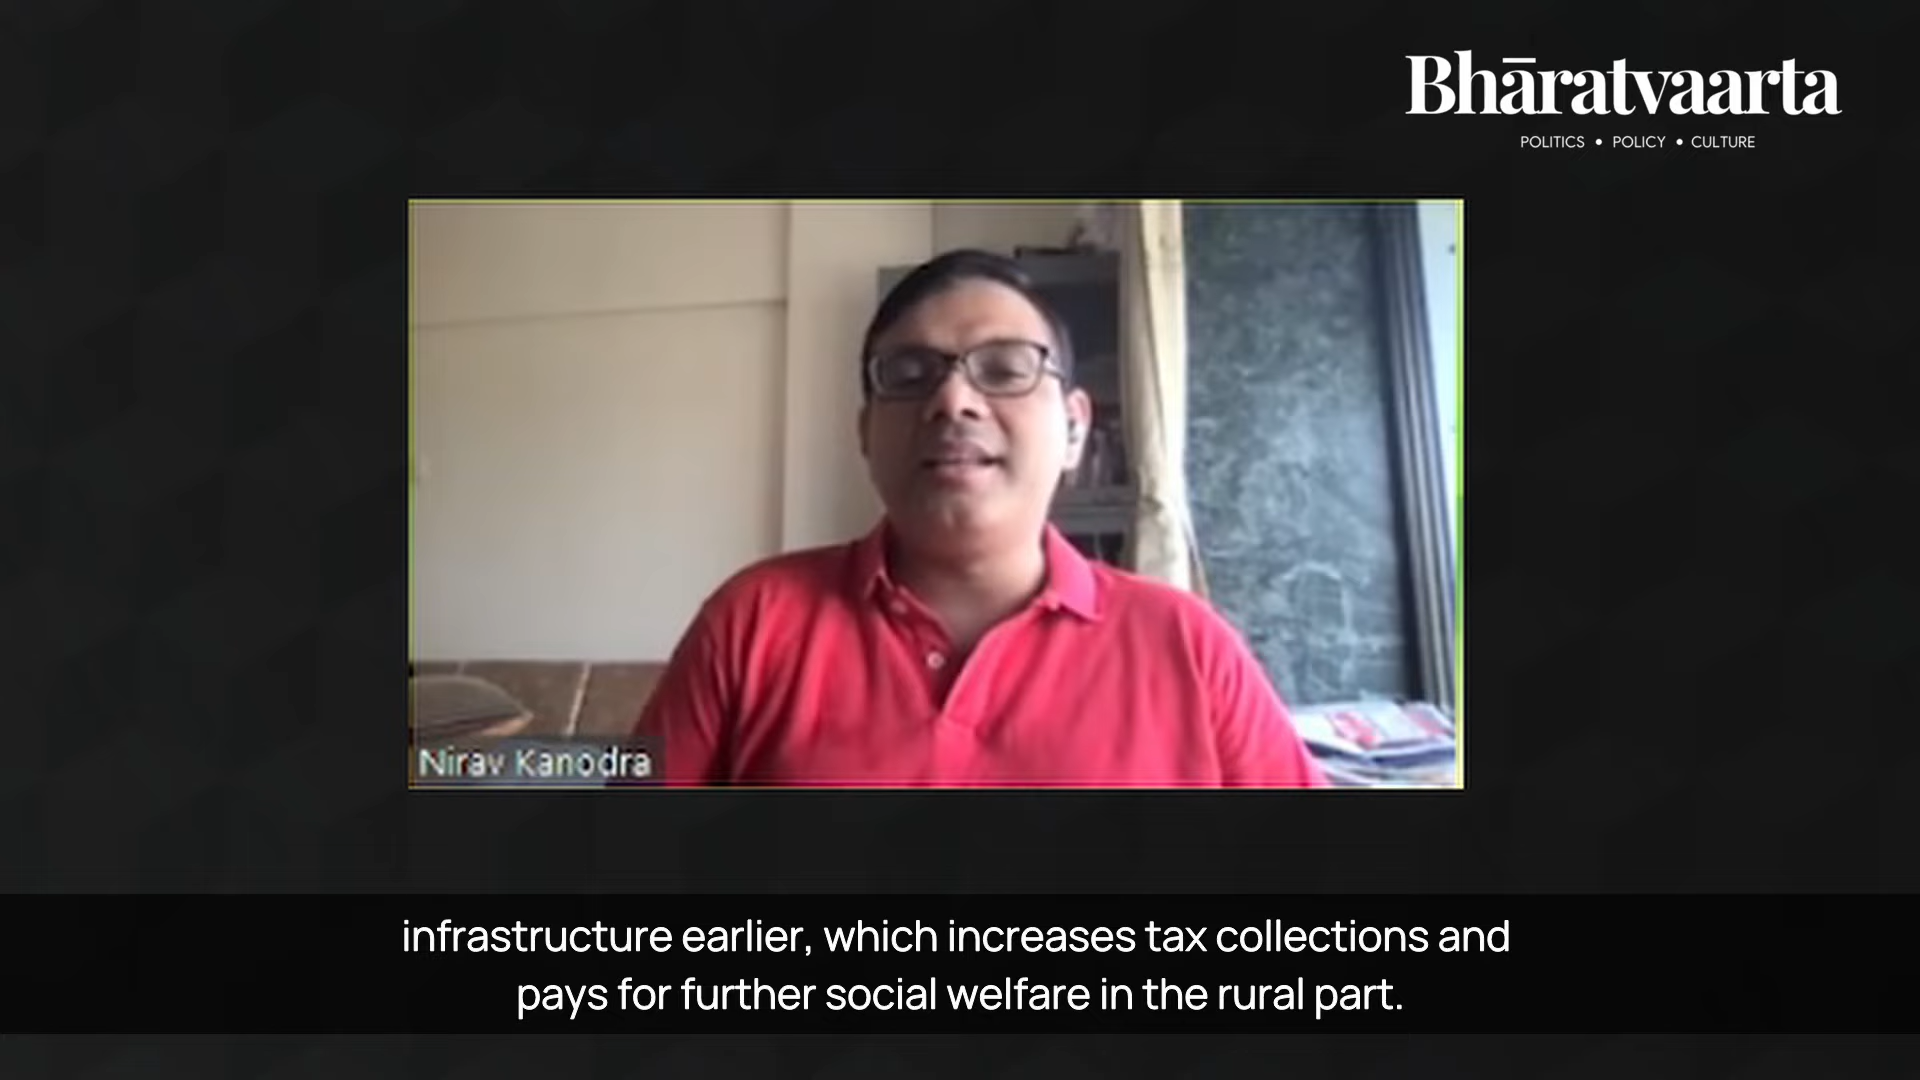 Bhāratvaarta
POLITICS • POLICY • CULTURE
Nirav Kanodra
infrastructure earlier, which increases tax collections and
pays for further social welfare in the rural part.